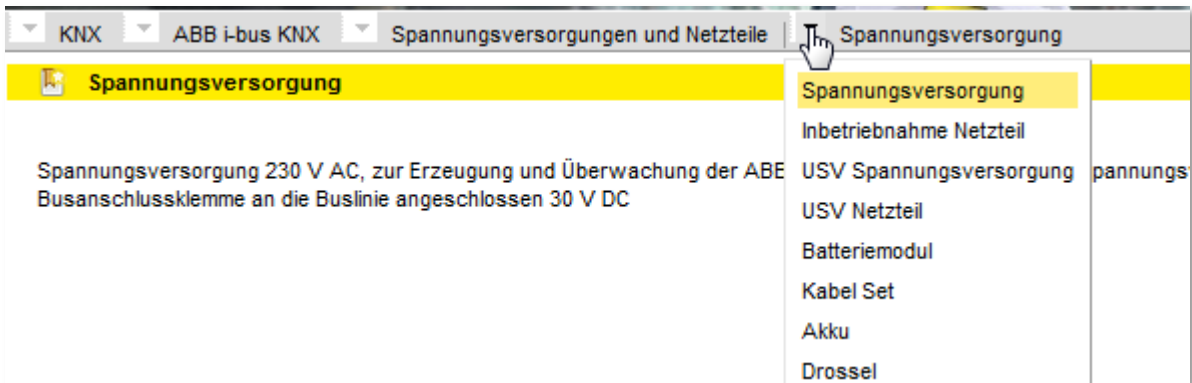 KNX ABB i-bus KNX Spannungsversorgungen und Netzteile Spannungsversorgung
Spannungsversorgung
Spannungsversorgung 230 V AC, zur Erzeugung und Überwachung der ABB
Busanschlussklemme an die Buslinie angeschlossen 30 V DC
Spannungsversorgung
Inbetriebnahme Netzteil
USV Spannungsversorgung
USV Netzteil
Batteriemodul
Kabel Set
Akku
Drossel